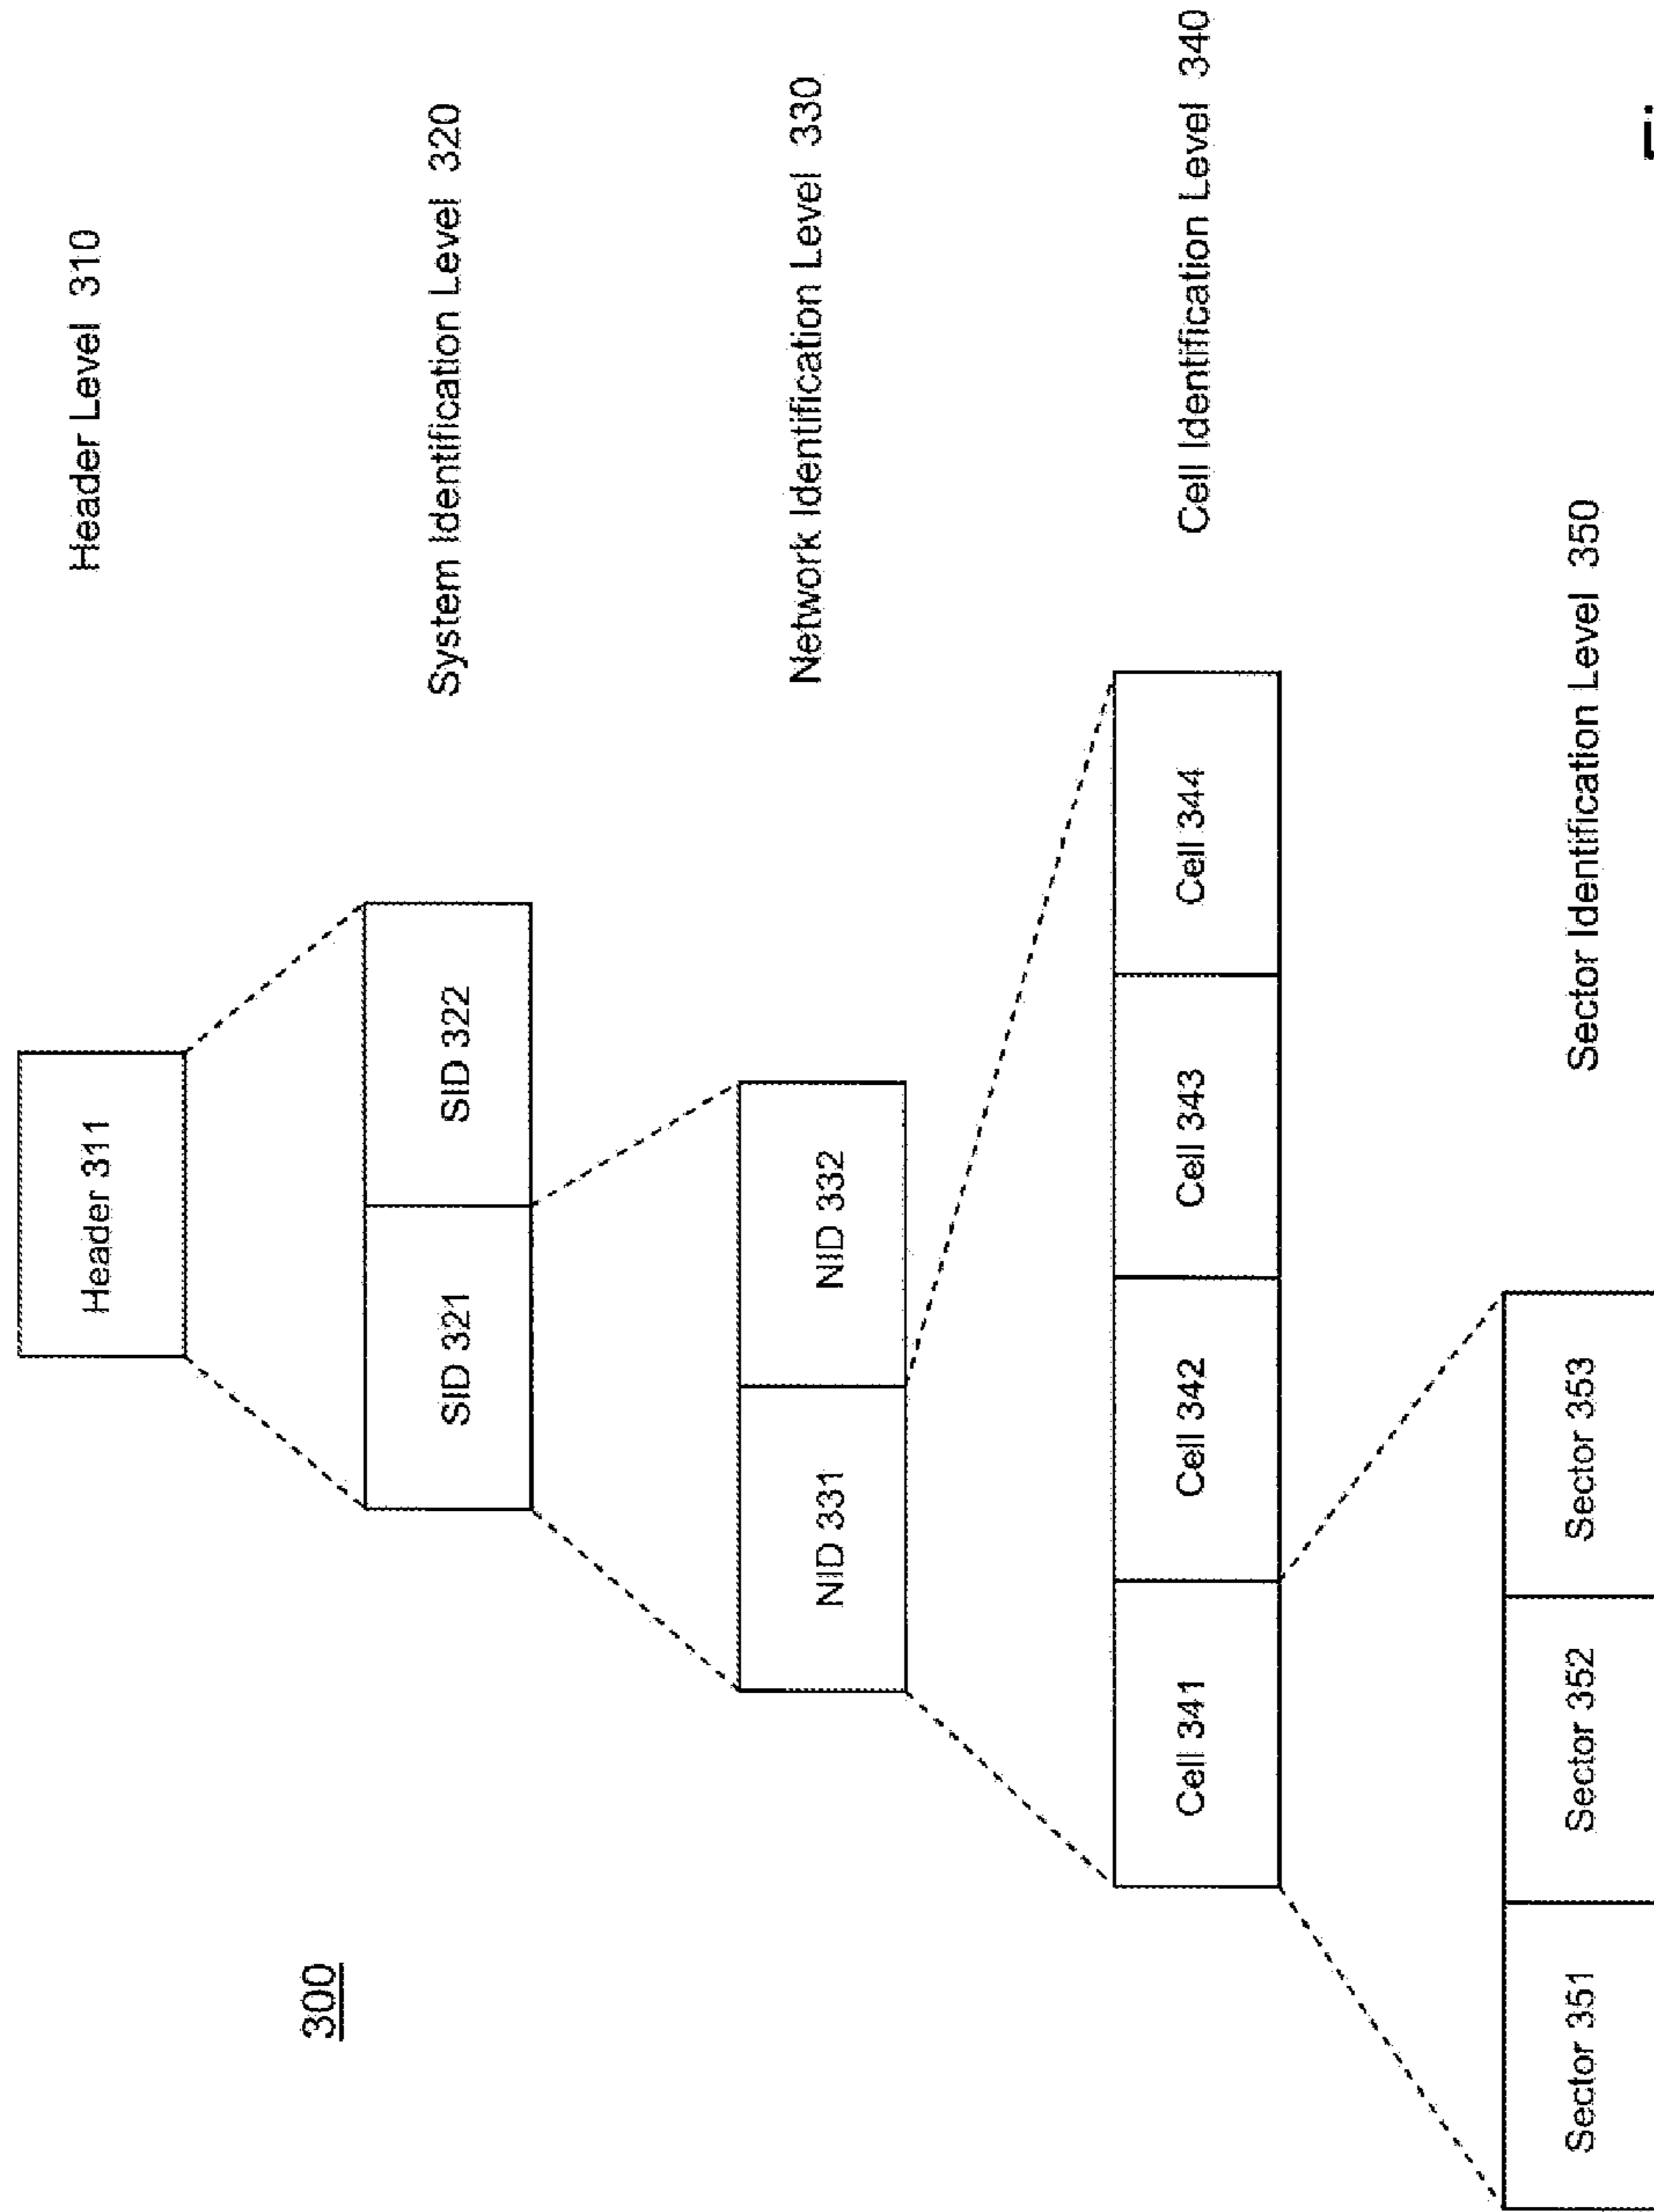 300
Header 311
Header Level 310
SID 321
SID 322
System Identification Level 320
NID 331
NID 332
Network Identification Level 330
Cell 341
Cell 342
Cell 343
Cell 344
Cell Identification Level 340
Sector 351
Sector 352
Sector 353
Sector Identification Level 350